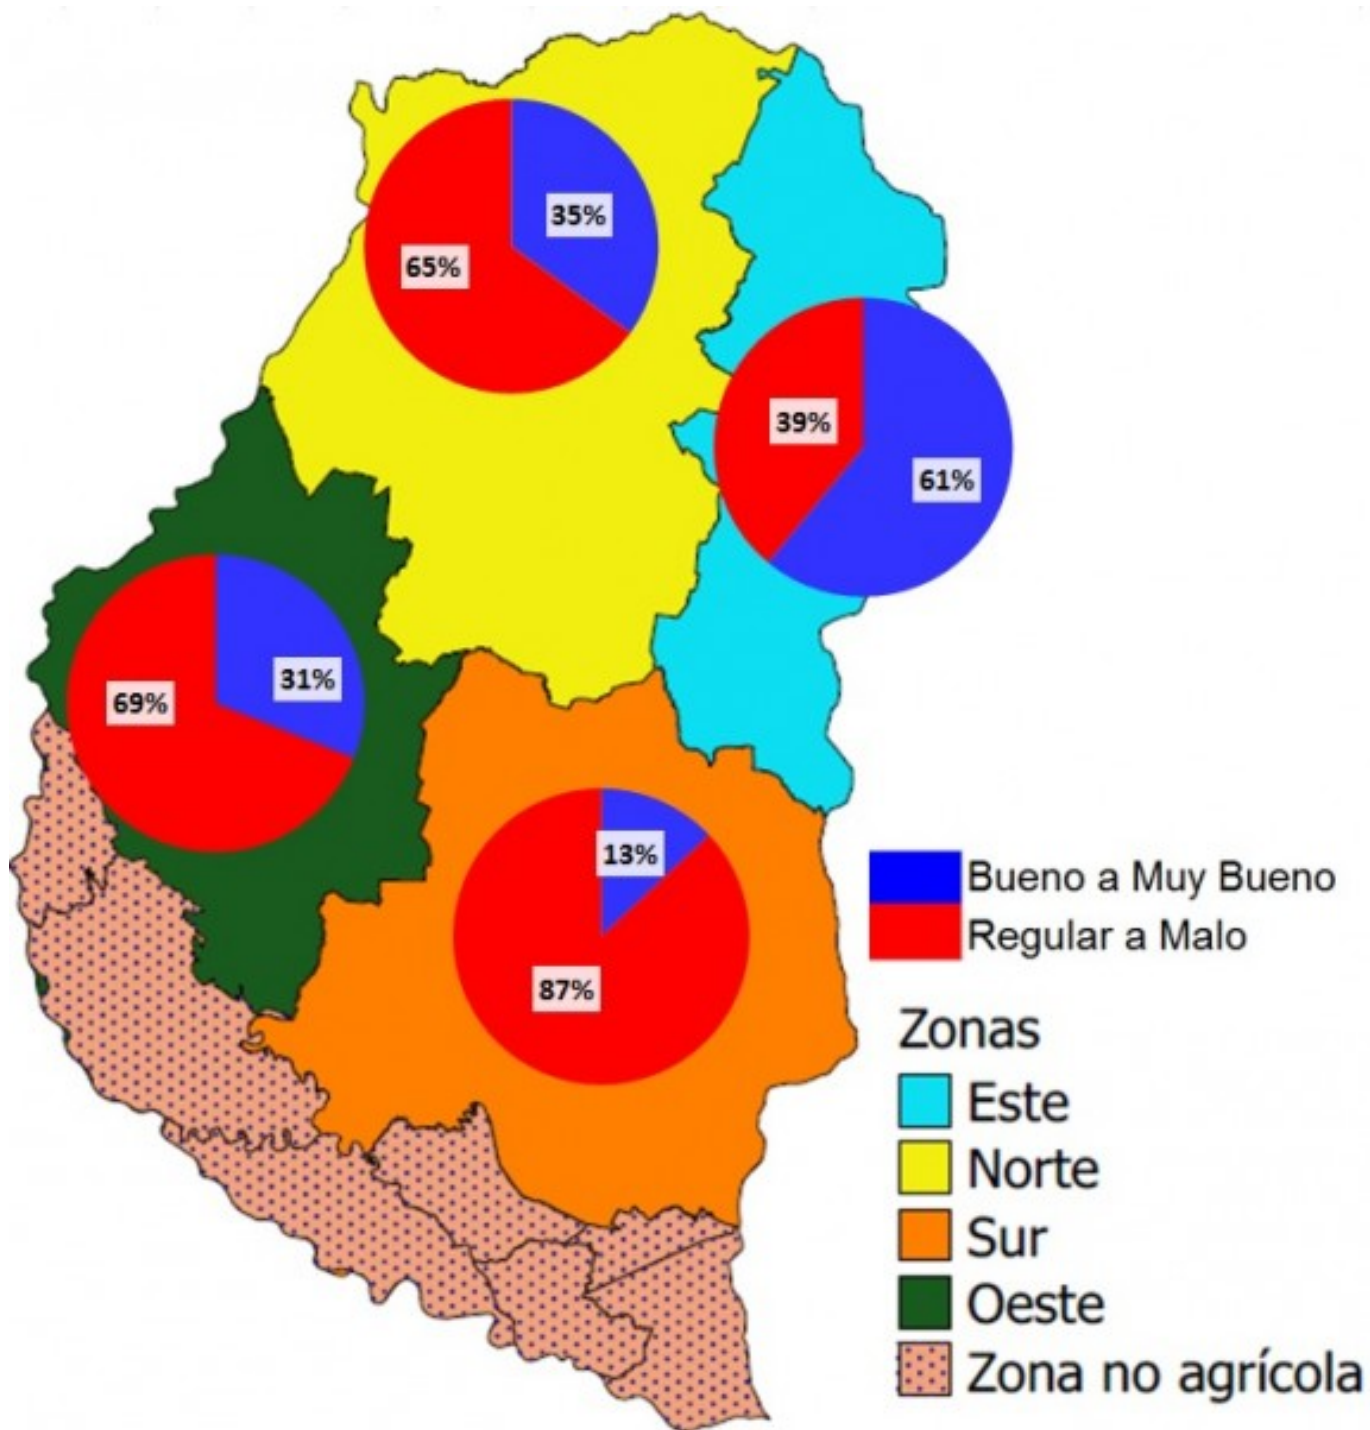 35%
65%
39%
61%
31%
69%
13%
87%
Bueno a Muy Bueno
Regular a Malo
Zonas
Este
Norte
Sur
Oeste
Zona no agrícola